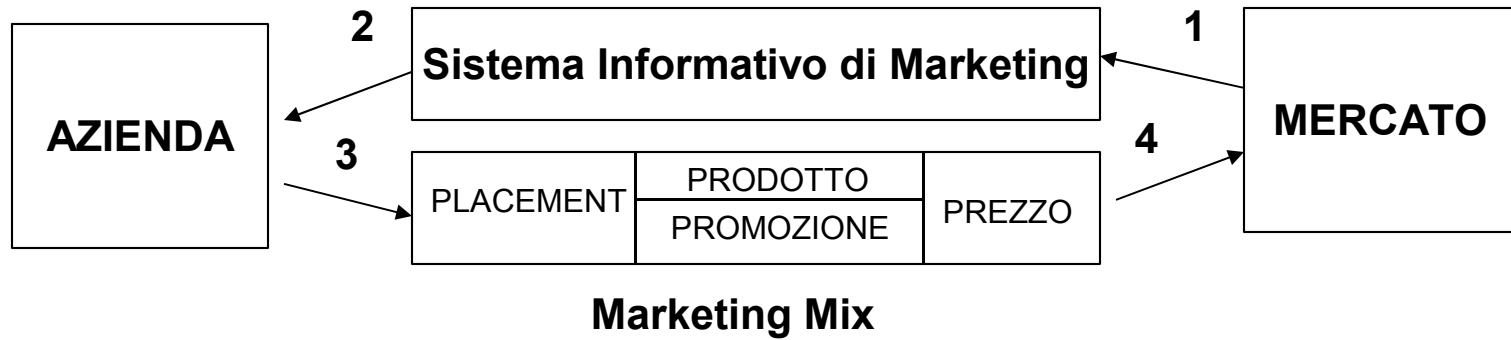 2
1
Sistema Informativo di Marketing
AZIENDA
MERCATO
3
4
PLACEMENT
PRODOTTO
PROMOZIONE
PREZZO
Marketing Mix